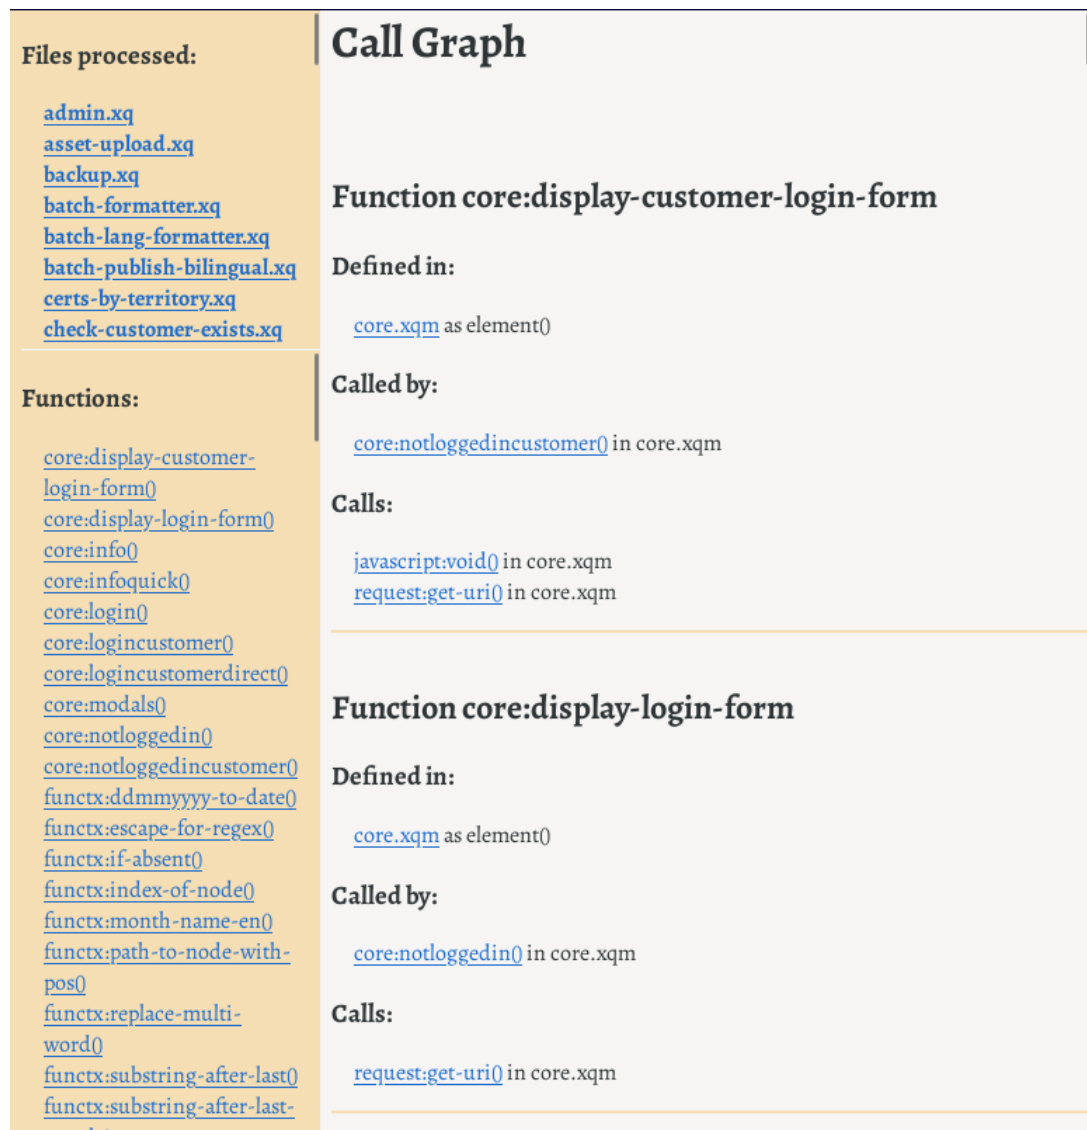 Files processed:
admin.xq
asset-upload.xq
backup.xq
batch-formatter.xq
batch-lang-formatter.xq
batch-publish-bilingual.xq
certs-by-territory.xq
check-customer-exists.xq
Functions:
core:display-customer-
login-form()
core:display-login-form()
core:info()
core:infoquick()
core:login()
core:logincustomer()
core:logincustomerdirect()
core:modals()
core:notloggedin()
core:notloggedincustomer()
functx:ddmmyyyy-to-date()
functx:escape-for-regex()
functx:if-absent()
functx:index-of-node()
functx:month-name-en()
functx:path-to-node-with-
pos()
functx:replace-multi-
word()
functx:substring-after-last()
functx:substring-after-last-
Call Graph
Function core:display-customer-login-form
Defined in:
core.xqm as element()
Called by:
core:notloggedincustomer() in core.xqm
Calls:
javascript:void() in core.xqm
request:get-uri() in core.xqm
Function core:display-login-form
Defined in:
core.xqm as element()
Called by:
core:notloggedin() in core.xqm
Calls:
request:get-uri() in core.xqm